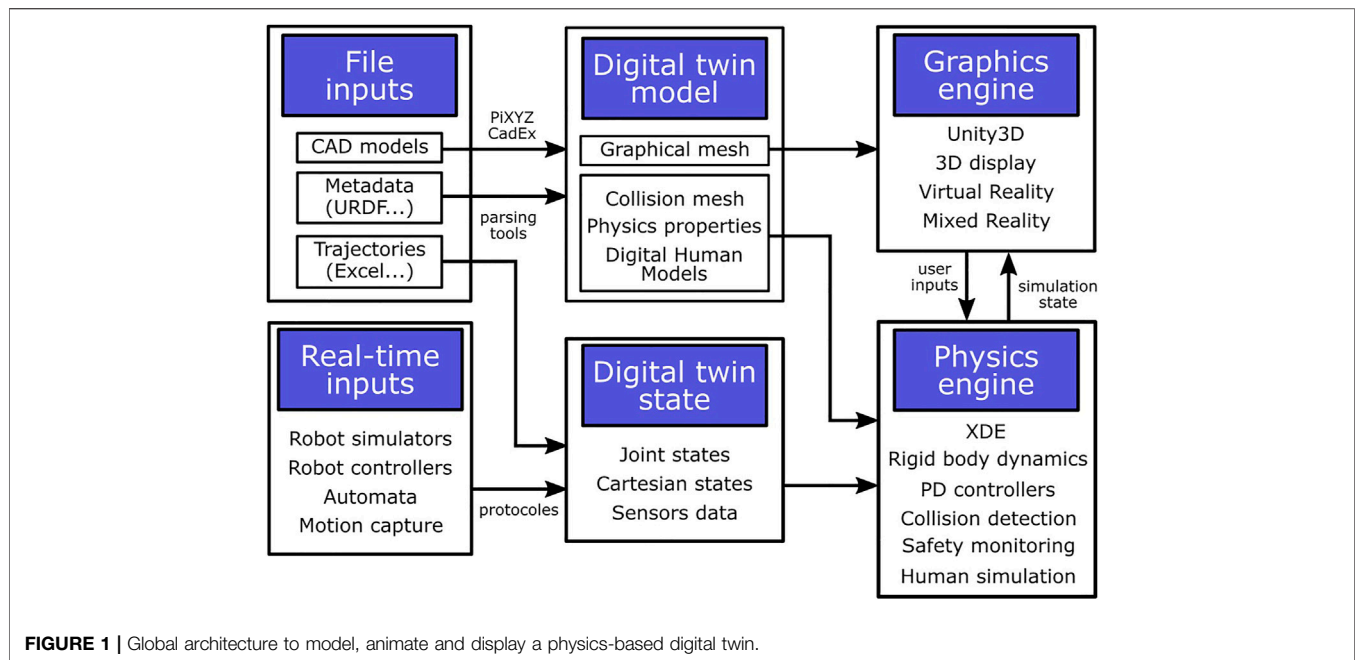 File
inputs
CAD models
Metadata
(URDF...)
Trajectories
(Excel...)
PiXYZ
CadEx
parsing
tools
Digital twin
model
Graphical mesh
Collision mesh
Physics properties
Digital Human
Models
Graphics
engine
Unity3D
3D display
Virtual Reality
Mixed Reality
user
inputs
simulation
state
Real-time
inputs
Robot simulators
Robot controllers
Automata
Motion capture
protocoles
Digital twin
state
Joint states
Cartesian states
Sensors data
Physics
engine
XDE
Rigid body dynamics
PD controllers
Collision detection
Safety monitoring
Human simulation
FIGURE 1 | Global architecture to model, animate and display a physics-based digital twin.